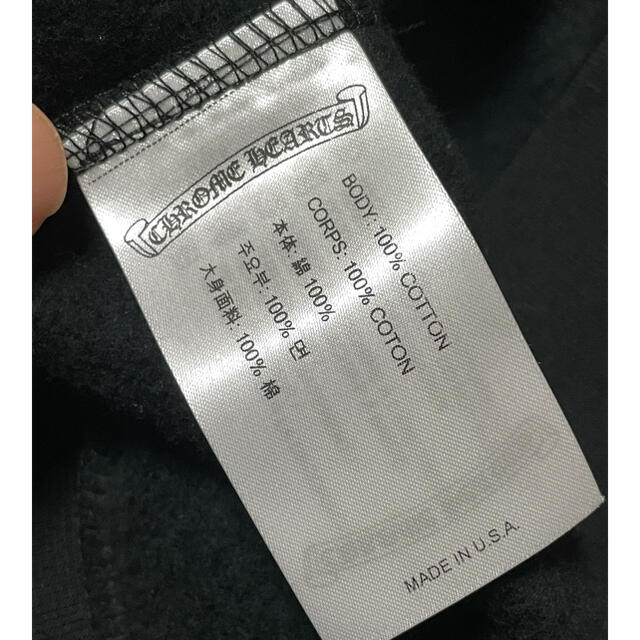 CHROME HEARTS
BODY: 100% COTTON
CORPS: 100% COTON
本体: 綿 100%
주요부: 100% 면
大身面料: 100% 棉
MADE IN U.S.A.